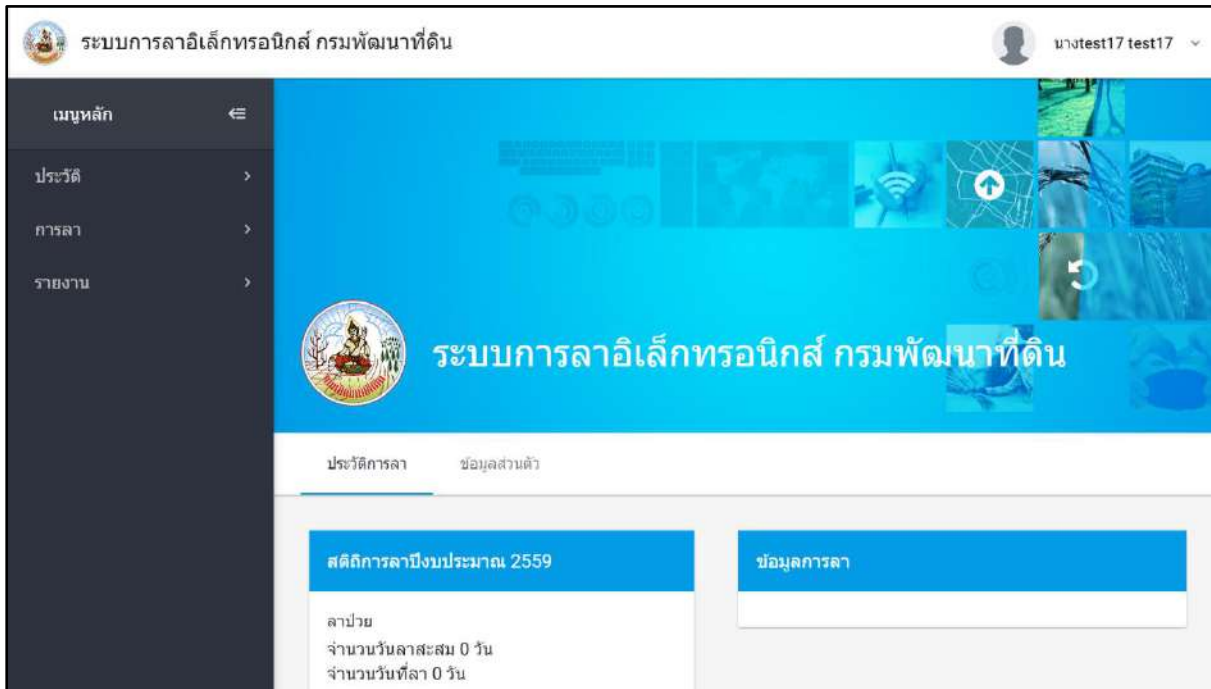 ระบบการลาอิเล็กทรอนิกส์ กรมพัฒนาที่ดิน
นางtest17 test17
เมนูหลัก
ประวัติ
การลา
รายงาน
ระบบการลาอิเล็กทรอนิกส์ กรมพัฒนาที่ดิน
ประวัติการลา
ข้อมูลส่วนตัว
สถิติการลาปีงบประมาณ 2559
ข้อมูลการลา
ลาป่วย
จำนวนวันลาสะสม 0 วัน
จำนวนวันที่ลา 0 วัน